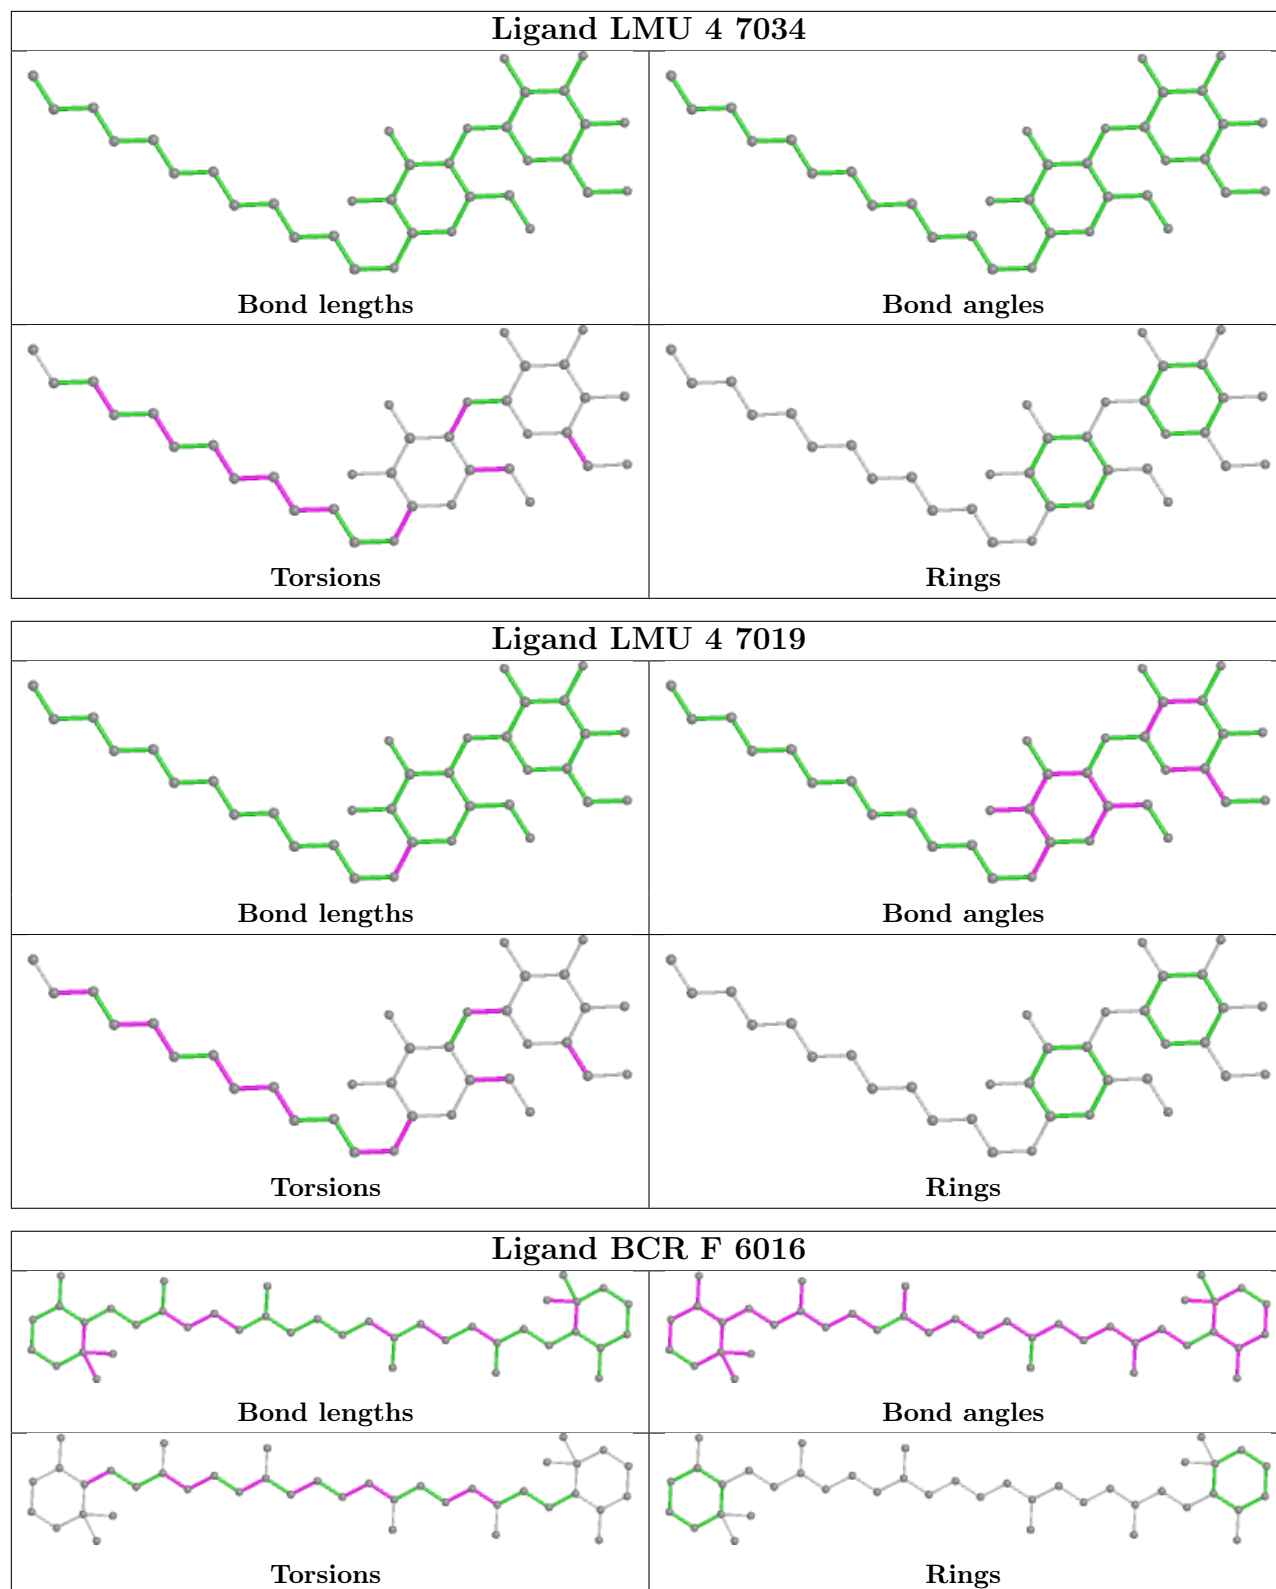 Ligand LMU 4 7034
Bond lengths
Bond angles
Torsions
Rings
Ligand LMU 4 7019
Bond lengths
Bond angles
Torsions
Rings
Ligand BCR F 6016
Bond lengths
Bond angles
Torsions
Rings